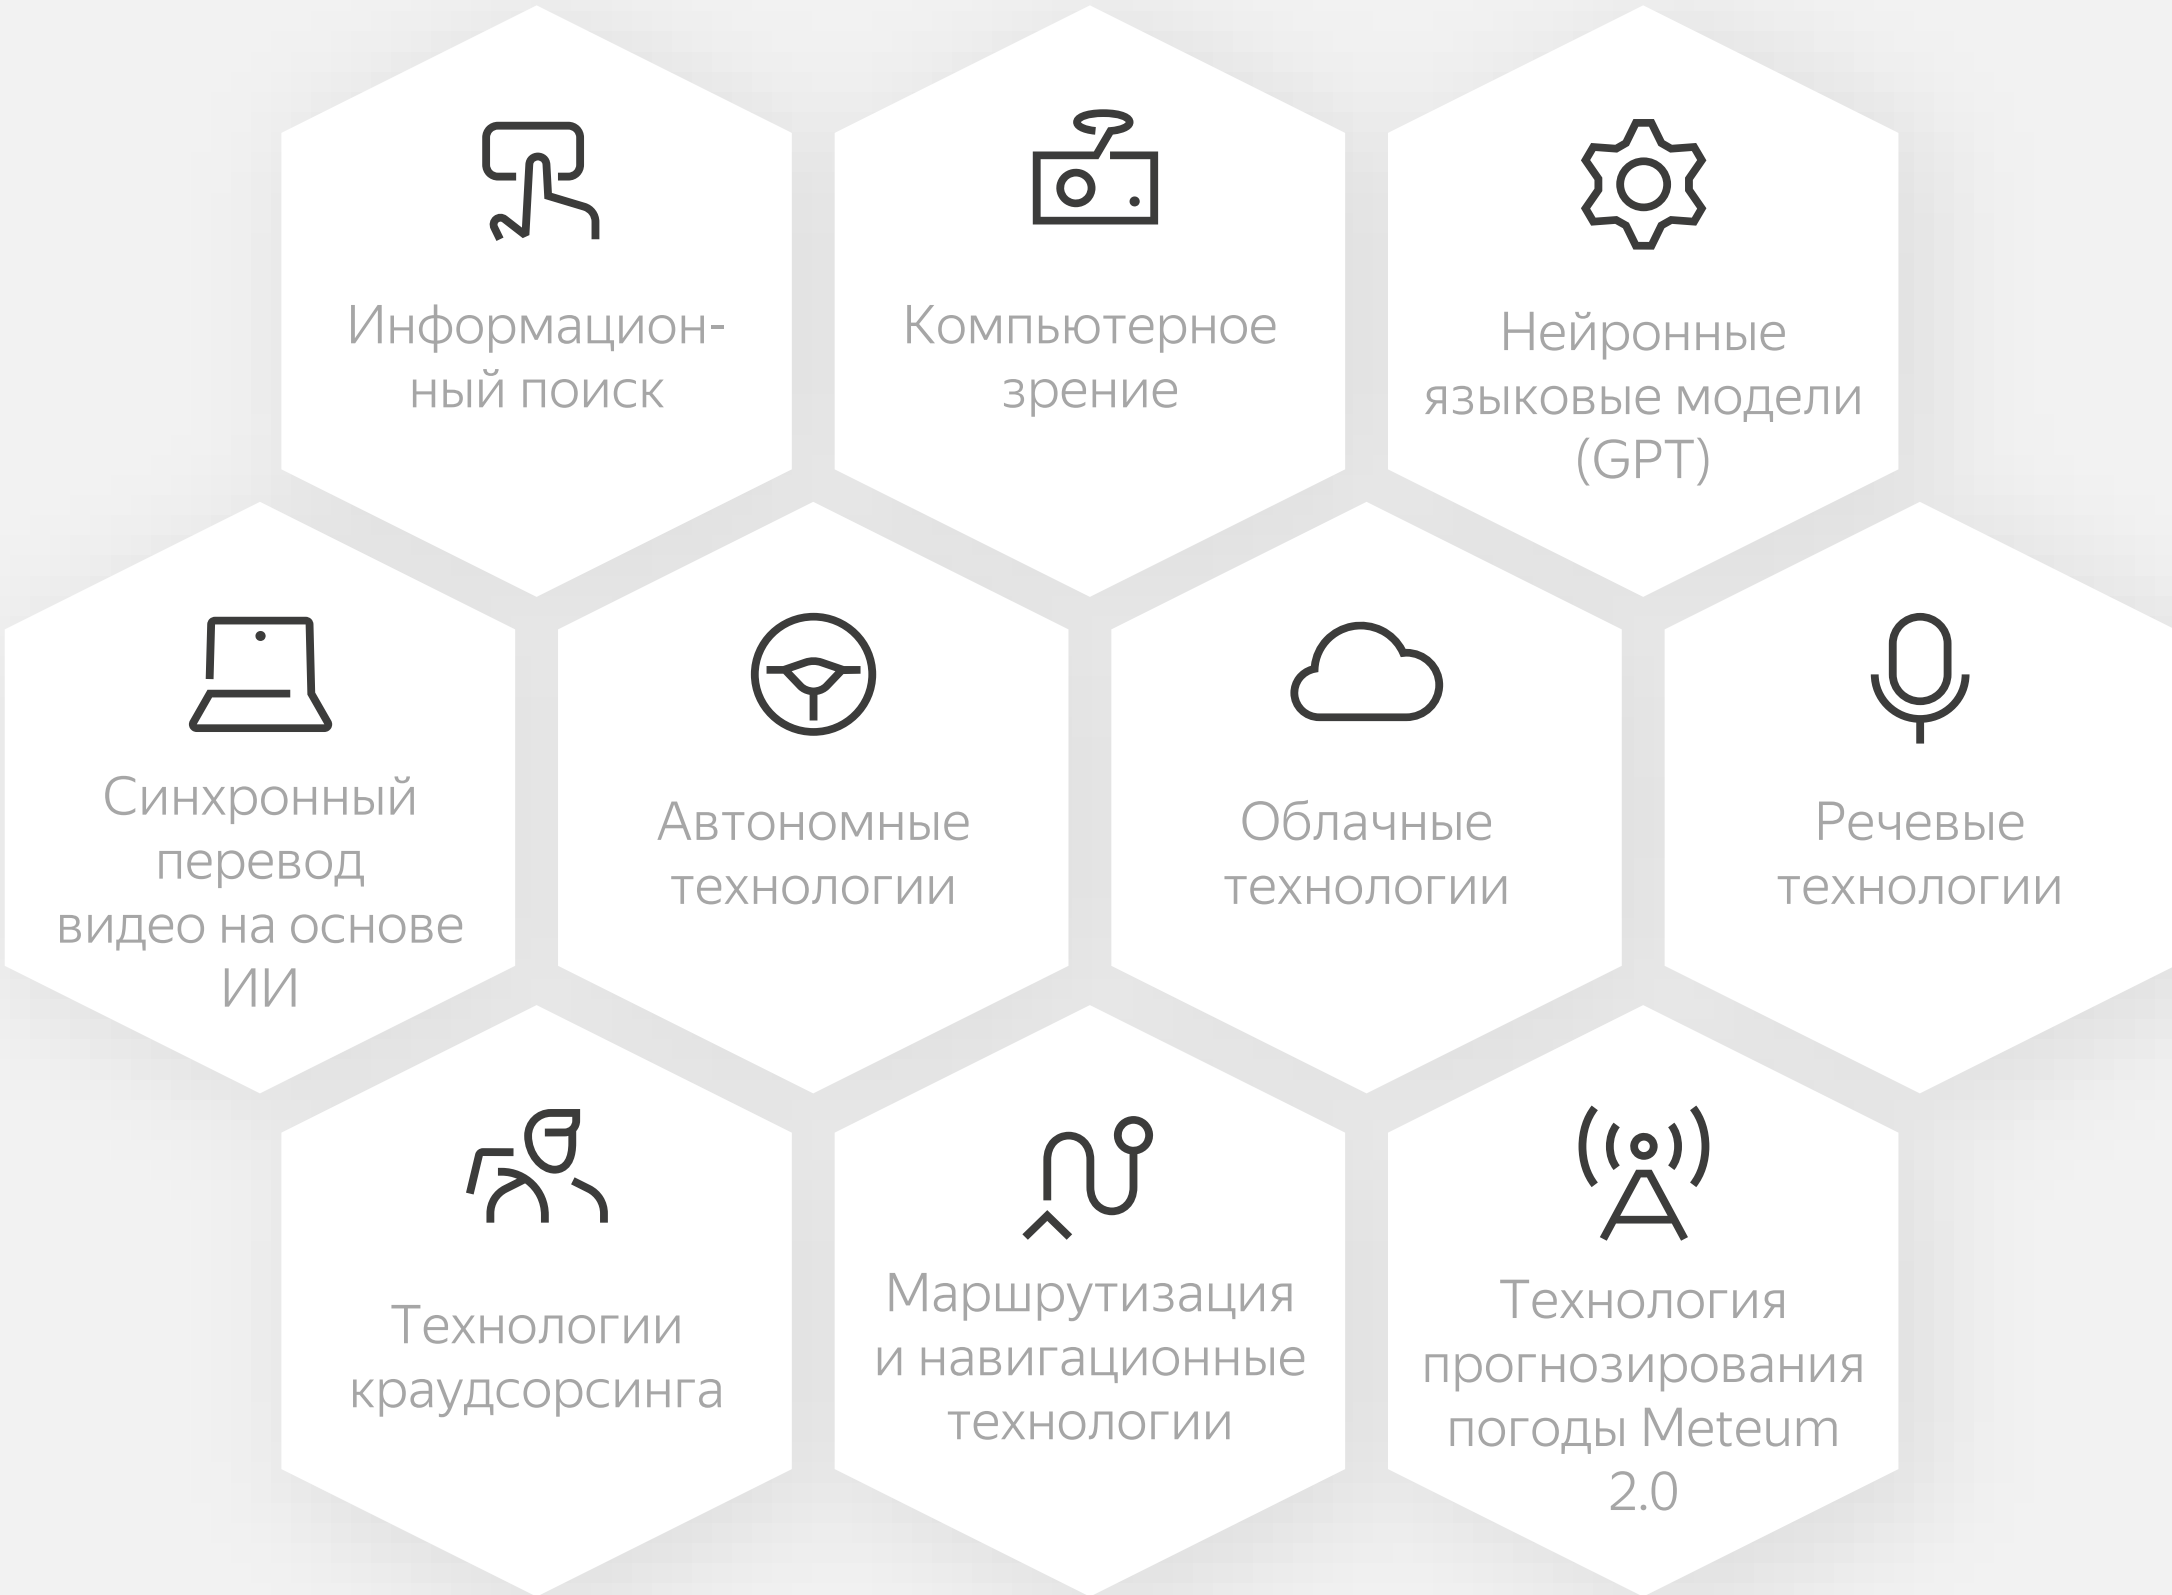 Информацион-
ный поиск
Компьютерное
зрение
Нейронные
языковые модели
(GPT)
Синхронный
перевод
видео на основе
ИИ
Автономные
технологии
Облачные
технологии
Речевые
технологии
Технологии
краудсорсинга
Маршрутизация
и навигационные
технологии
Технология
прогнозирования
погоды Meteum
2.0